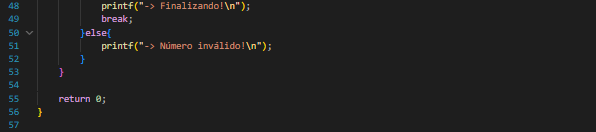 48 printf("-> Finalizando!\n");
49 break;
50 }else{
51 printf("-> Número inválido!\n");
52 }
53 }
54
55 return 0;
56 }
57